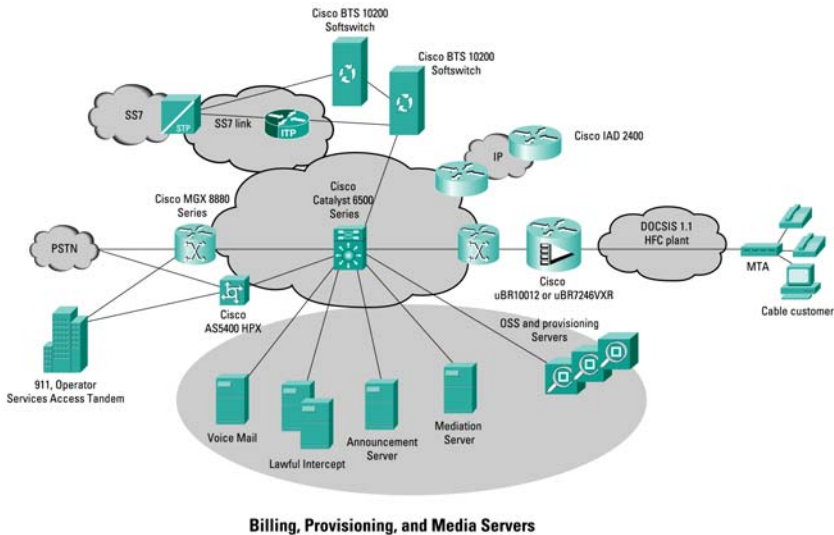 Cisco BTS 10200
Softswitch
Cisco BTS 10200
Softswitch
SS7
STP
SS7 link
ITP
Cisco IAD 2400
IP
Cisco MGX 8880
Series
Cisco
Catalyst 6500
Series
PSTN
DOCSIS 1.1
HFC plant
MTA
Cisco
uBR10012 or uBR7246VXR
Cable customer
Cisco
AS5400 HPX
911, Operator
Services Access Tandem
OSS and provisioning
Servers
Voice Mail
Lawful Intercept
Announcement
Server
Mediation
Server
Billing, Provisioning, and Media Servers